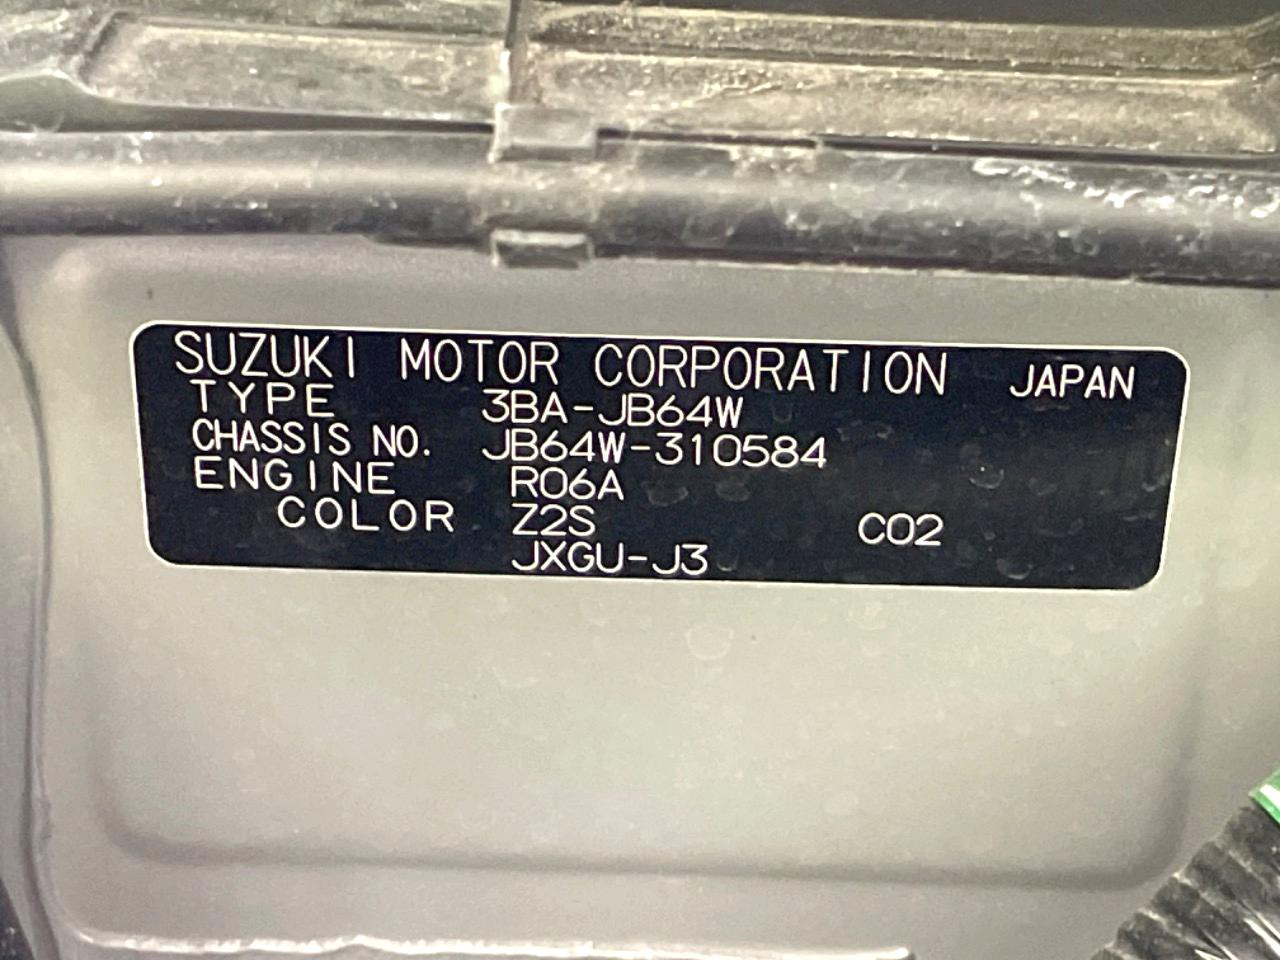 SUZUKI MOTOR CORPORATION JAPAN
TYPE 3BA-JB64W
CHASSIS NO. JB64W-310584
ENGINE R06A
COLOR Z2S C02
JXGU-J3